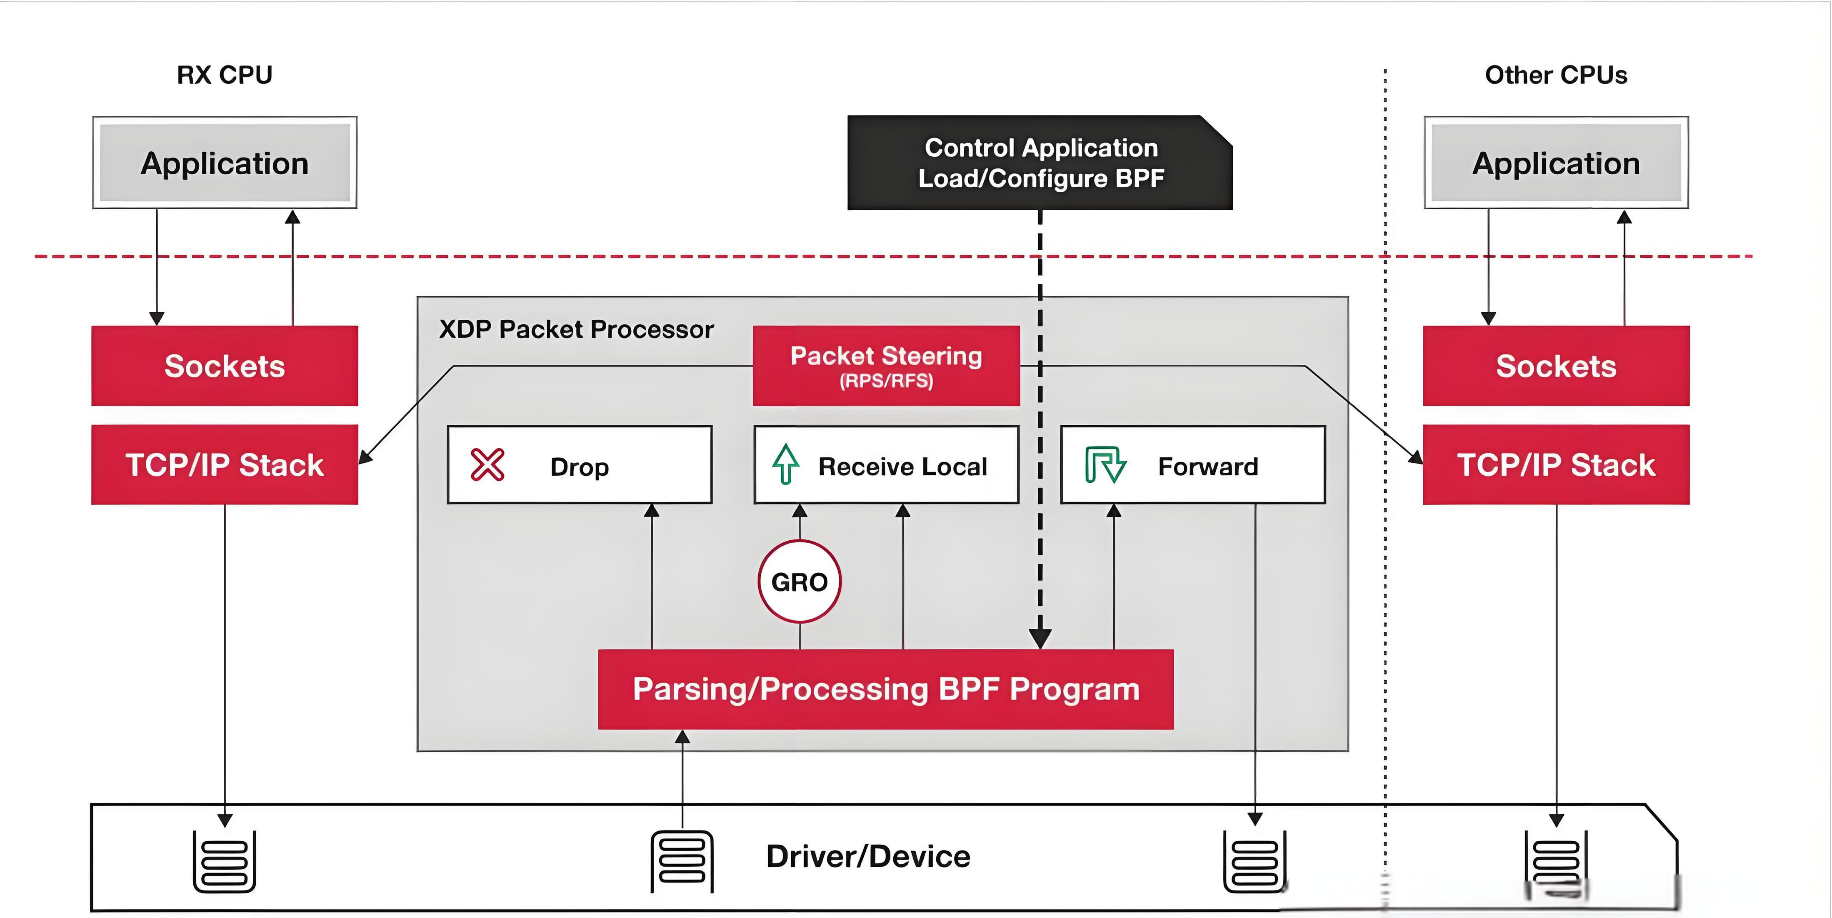 RX CPU
Other CPUs
Application
Control Application
Load/Configure BPF
Application
XDP Packet Processor
Sockets
Packet Steering
(RPS/RFS)
Sockets
TCP/IP Stack
Drop
Receive Local
Forward
TCP/IP Stack
GRO
Parsing/Processing BPF Program
Driver/Device